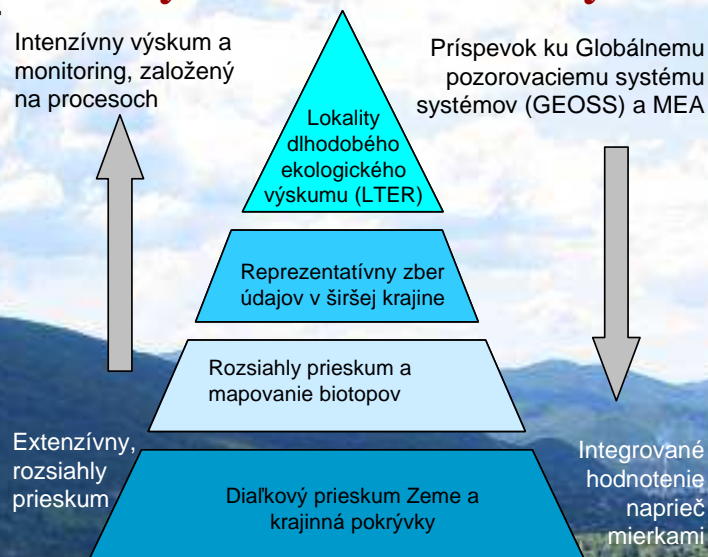 Intenzívny výskum a
monitoring, založený
na procesoch
Príspevok ku Globálnemu
pozorovaciemu systému
systémov (GEOSS) a MEA
Lokality
dlhodobého
ekologického
výskumu (LTER)
Reprezentatívny zber
údajov v širšej krajine
Rozsiahly prieskum a
mapovanie biotopov
Extenzívny,
rozsiahly
prieskum
Diaľkový prieskum Zeme a
krajinná pokrývky
Integrované
hodnotenie
naprieč
mierkami